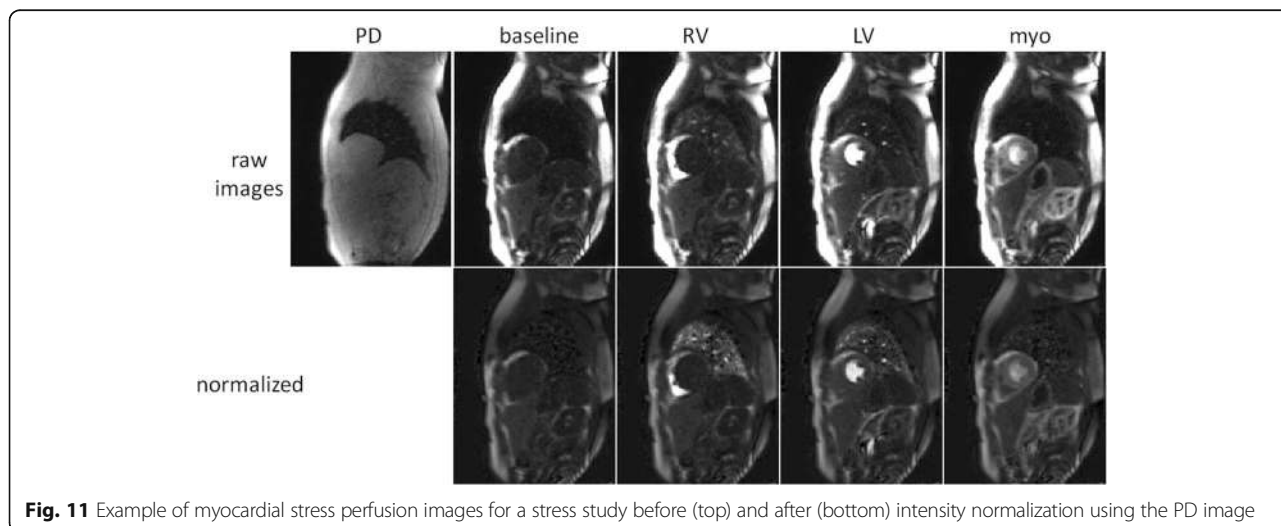 PD baseline RV LV myo
raw
images
normalized
Fig. 11 Example of myocardial stress perfusion images for a stress study before (top) and after (bottom) intensity normalization using the PD image